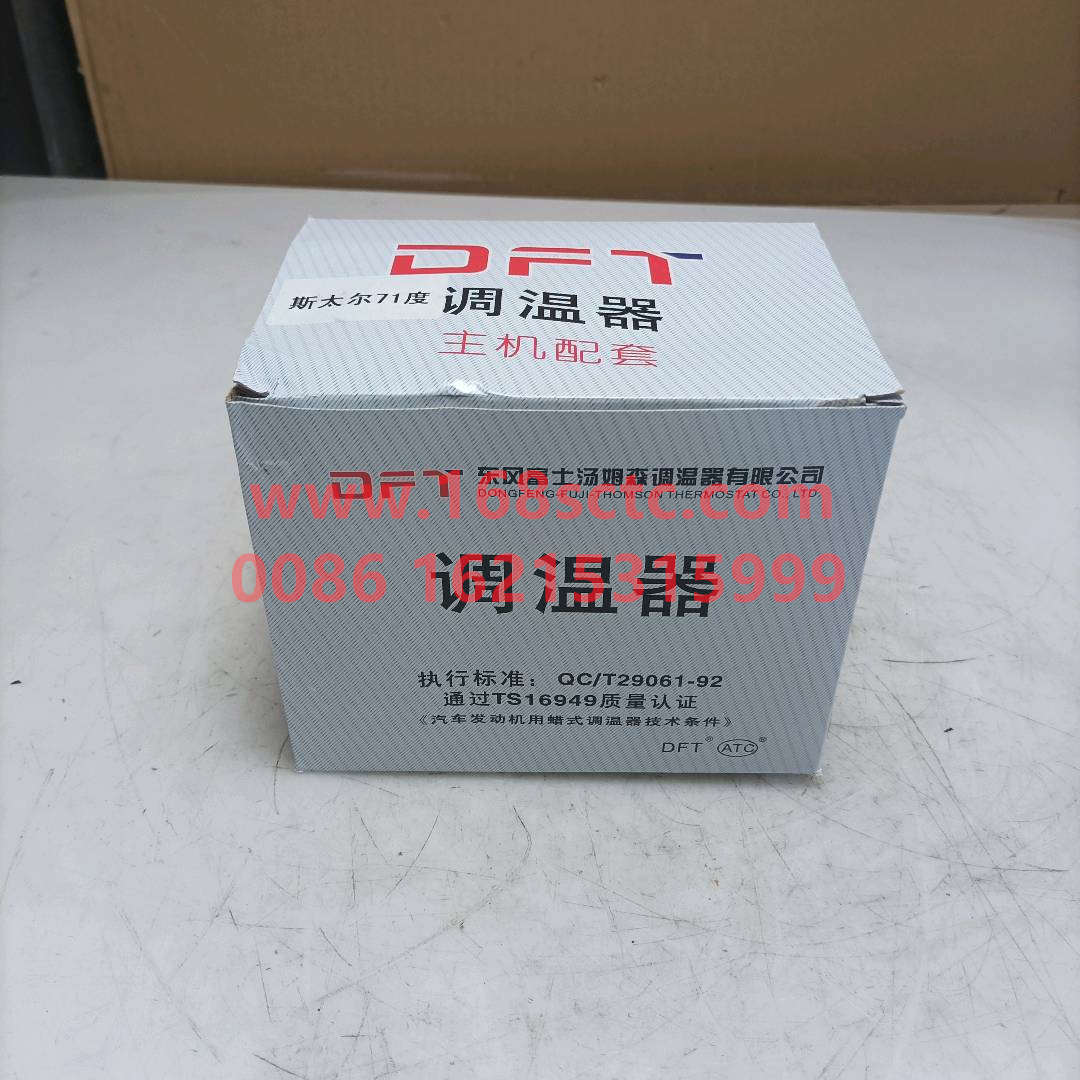 DFT
斯太尔71度
调温器
主机配套
DFT 东风富士汤姆森调温器有限公司
DONGFENG-FUJI-THOMSON THERMOSTAT CO., LTD.
www.168sctc.com
0086 16215315999
调温器
执行标准：QC/T29061-92
通过TS16949质量认证
《汽车发动机用蜡式调温器技术条件》
DFT® ATC®